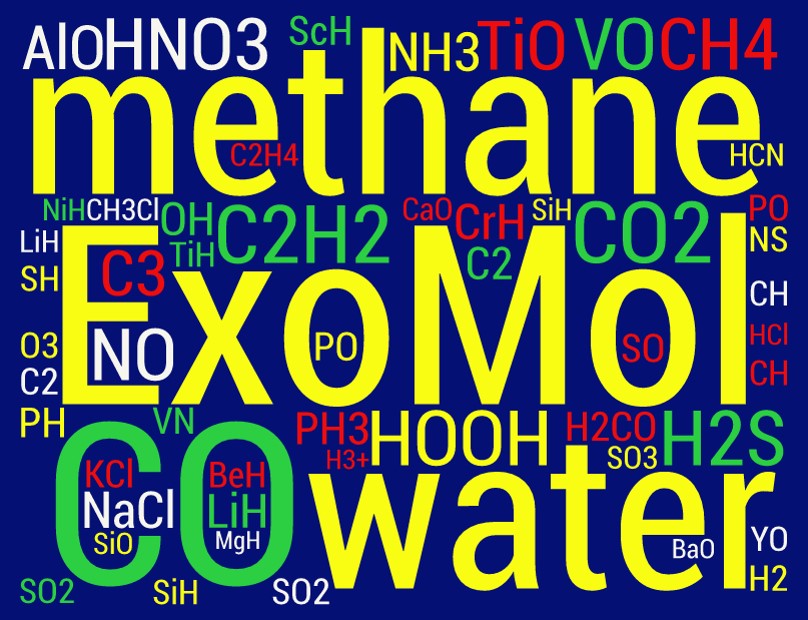 AlO HNO3 ScH NH3 TiO VO CH4
methane
C2H4 HCN
NiH CH3Cl OH C2H2 CaO CrH SiH CO2 PO
LiH TiH C2 NS
SH C3
ExoMol
CH
O3 NO PO SO HCl
C2 CH
PH VN PH3 HOOH H2CO H2S
H3+ SO3
CO
water
KCl BeH
NaCl LiH
SiO MgH BaO YO
SO2 SiH SO2 H2